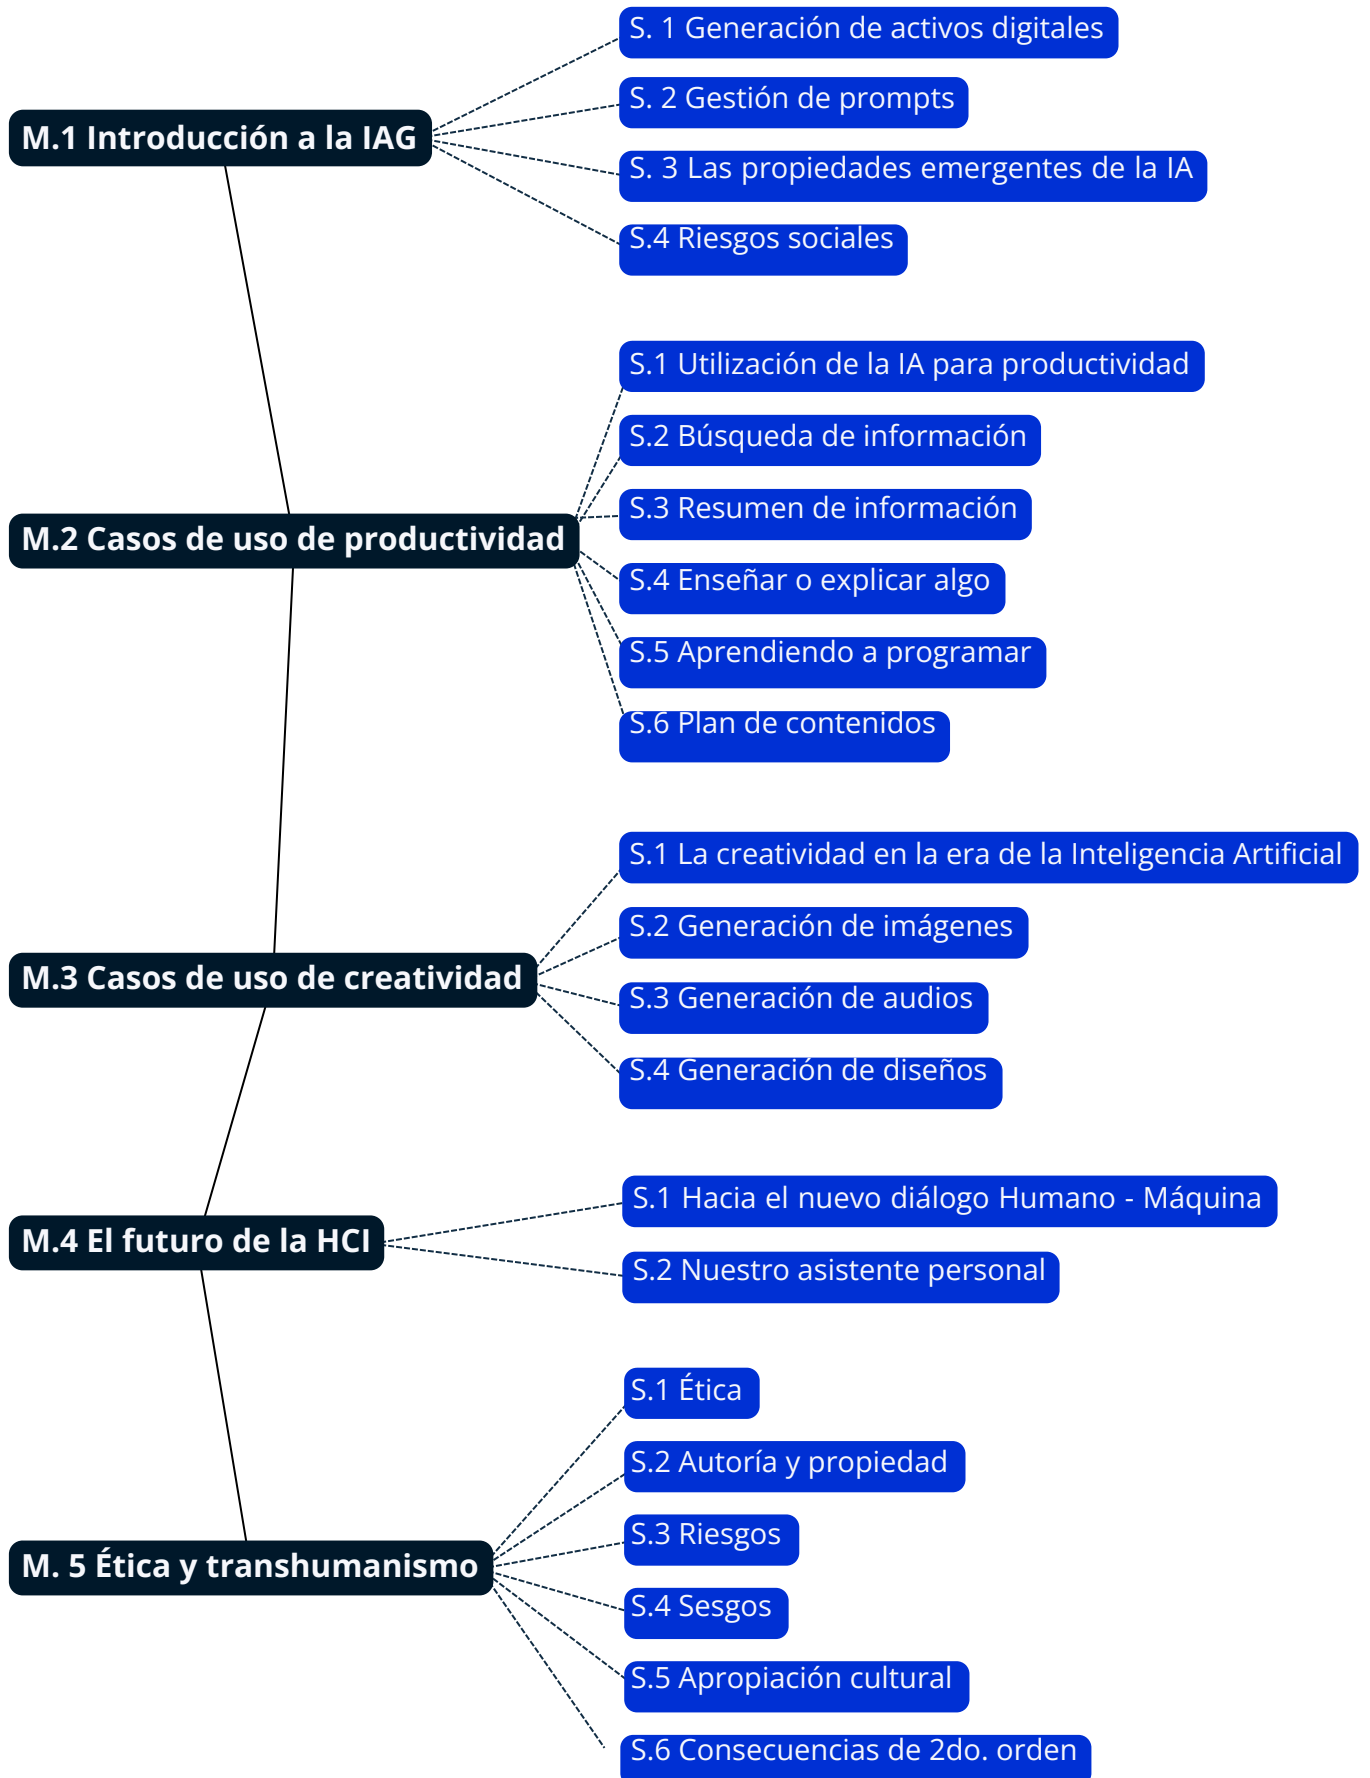 M.1 Introducción a la IAG
S. 1 Generación de activos digitales
S. 2 Gestión de prompts
S. 3 Las propiedades emergentes de la IA
S.4 Riesgos sociales
M.2 Casos de uso de productividad
S.1 Utilización de la IA para productividad
S.2 Búsqueda de información
S.3 Resumen de información
S.4 Enseñar o explicar algo
S.5 Aprendiendo a programar
S.6 Plan de contenidos
M.3 Casos de uso de creatividad
S.1 La creatividad en la era de la Inteligencia Artificial
S.2 Generación de imágenes
S.3 Generación de audios
S.4 Generación de diseños
M.4 El futuro de la HCI
S.1 Hacia el nuevo diálogo Humano - Máquina
S.2 Nuestro asistente personal
M. 5 Ética y transhumanismo
S.1 Ética
S.2 Autoría y propiedad
S.3 Riesgos
S.4 Sesgos
S.5 Apropiación cultural
S.6 Consecuencias de 2do. orden